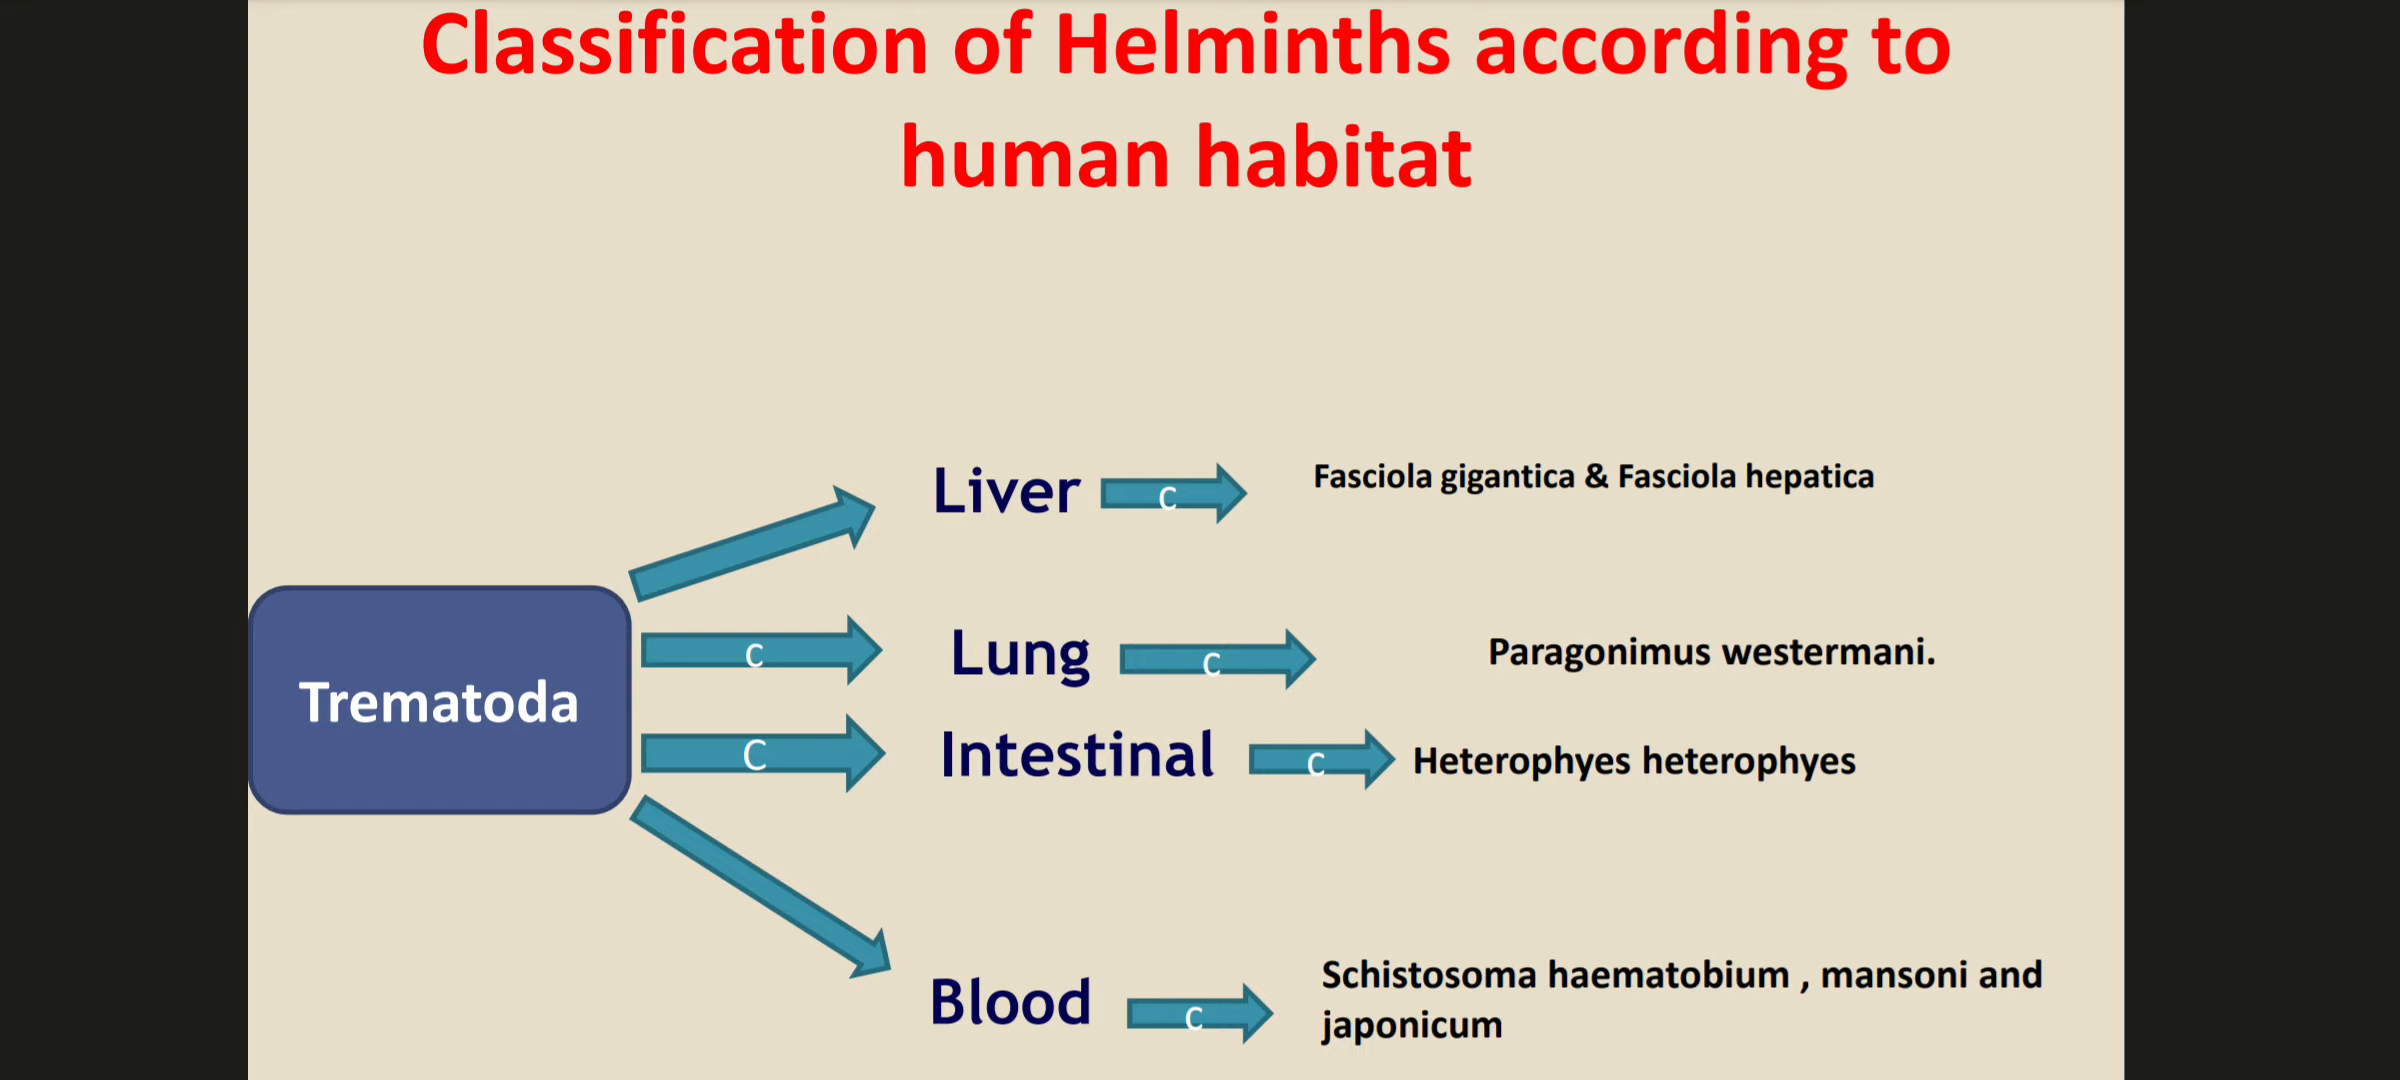 Classification of Helminths according to
human habitat
Liver
c
Fasciola gigantica & Fasciola hepatica
Trematoda
c
Lung
c
Paragonimus westermani.
C
Intestinal
c
Heterophyes heterophyes
Blood
c
Schistosoma haematobium , mansoni and
japonicum